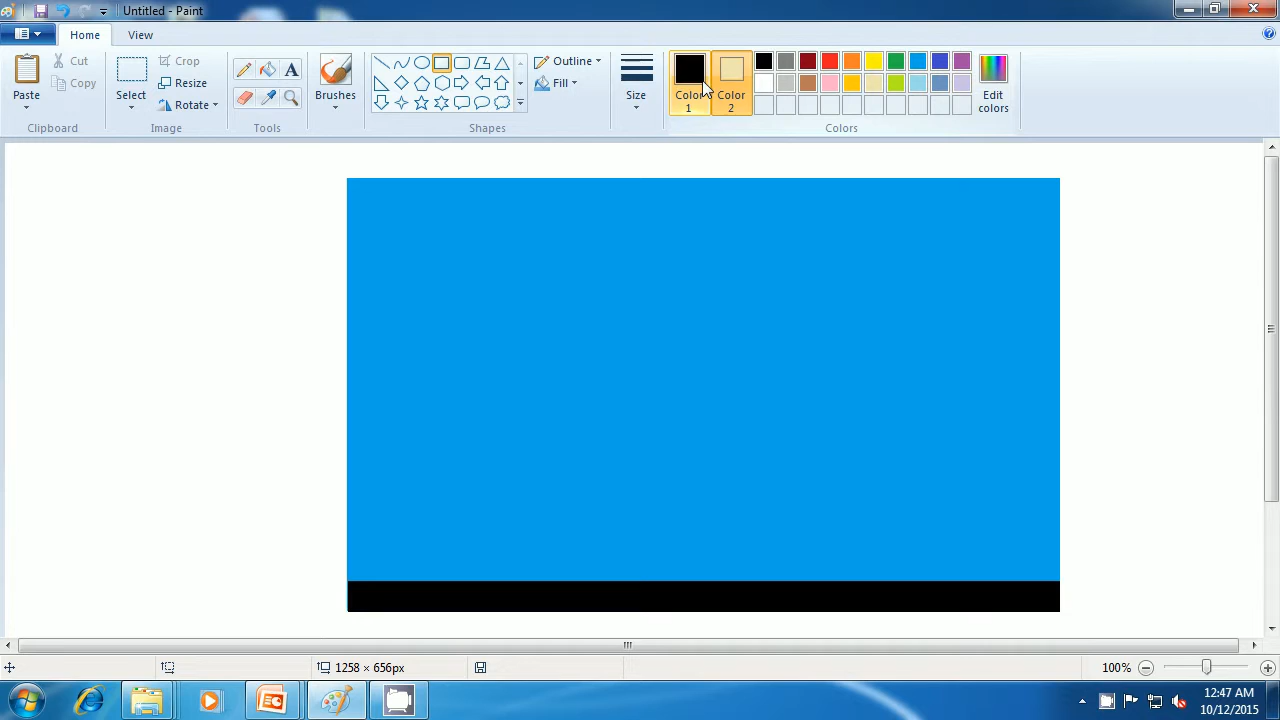 Untitled - Paint
Home
View
Paste
Cut
Copy
Clipboard
Select
Crop
Resize
Rotate
Image
A
Tools
Brushes
Outline
Fill
Shapes
Size
Color 1
Color 2
Edit colors
Colors
1258 × 656px
100%
12:47 AM
10/12/2015